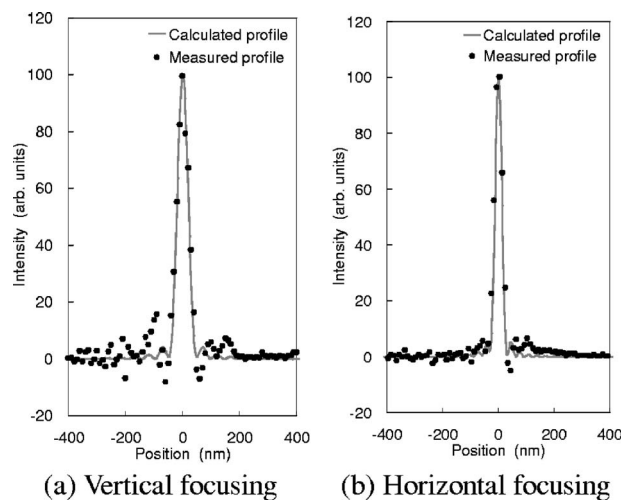 120
Calculated profile
Measured profile
100
80
60
40
20
0
-20
Intensity (arb. units)
-400 -200 0 200 400
Position (nm)
(a) Vertical focusing
120
Calculated profile
Measured profile
100
80
60
40
20
0
-20
Intensity (arb. units)
-400 -200 0 200 400
Position (nm)
(b) Horizontal focusing